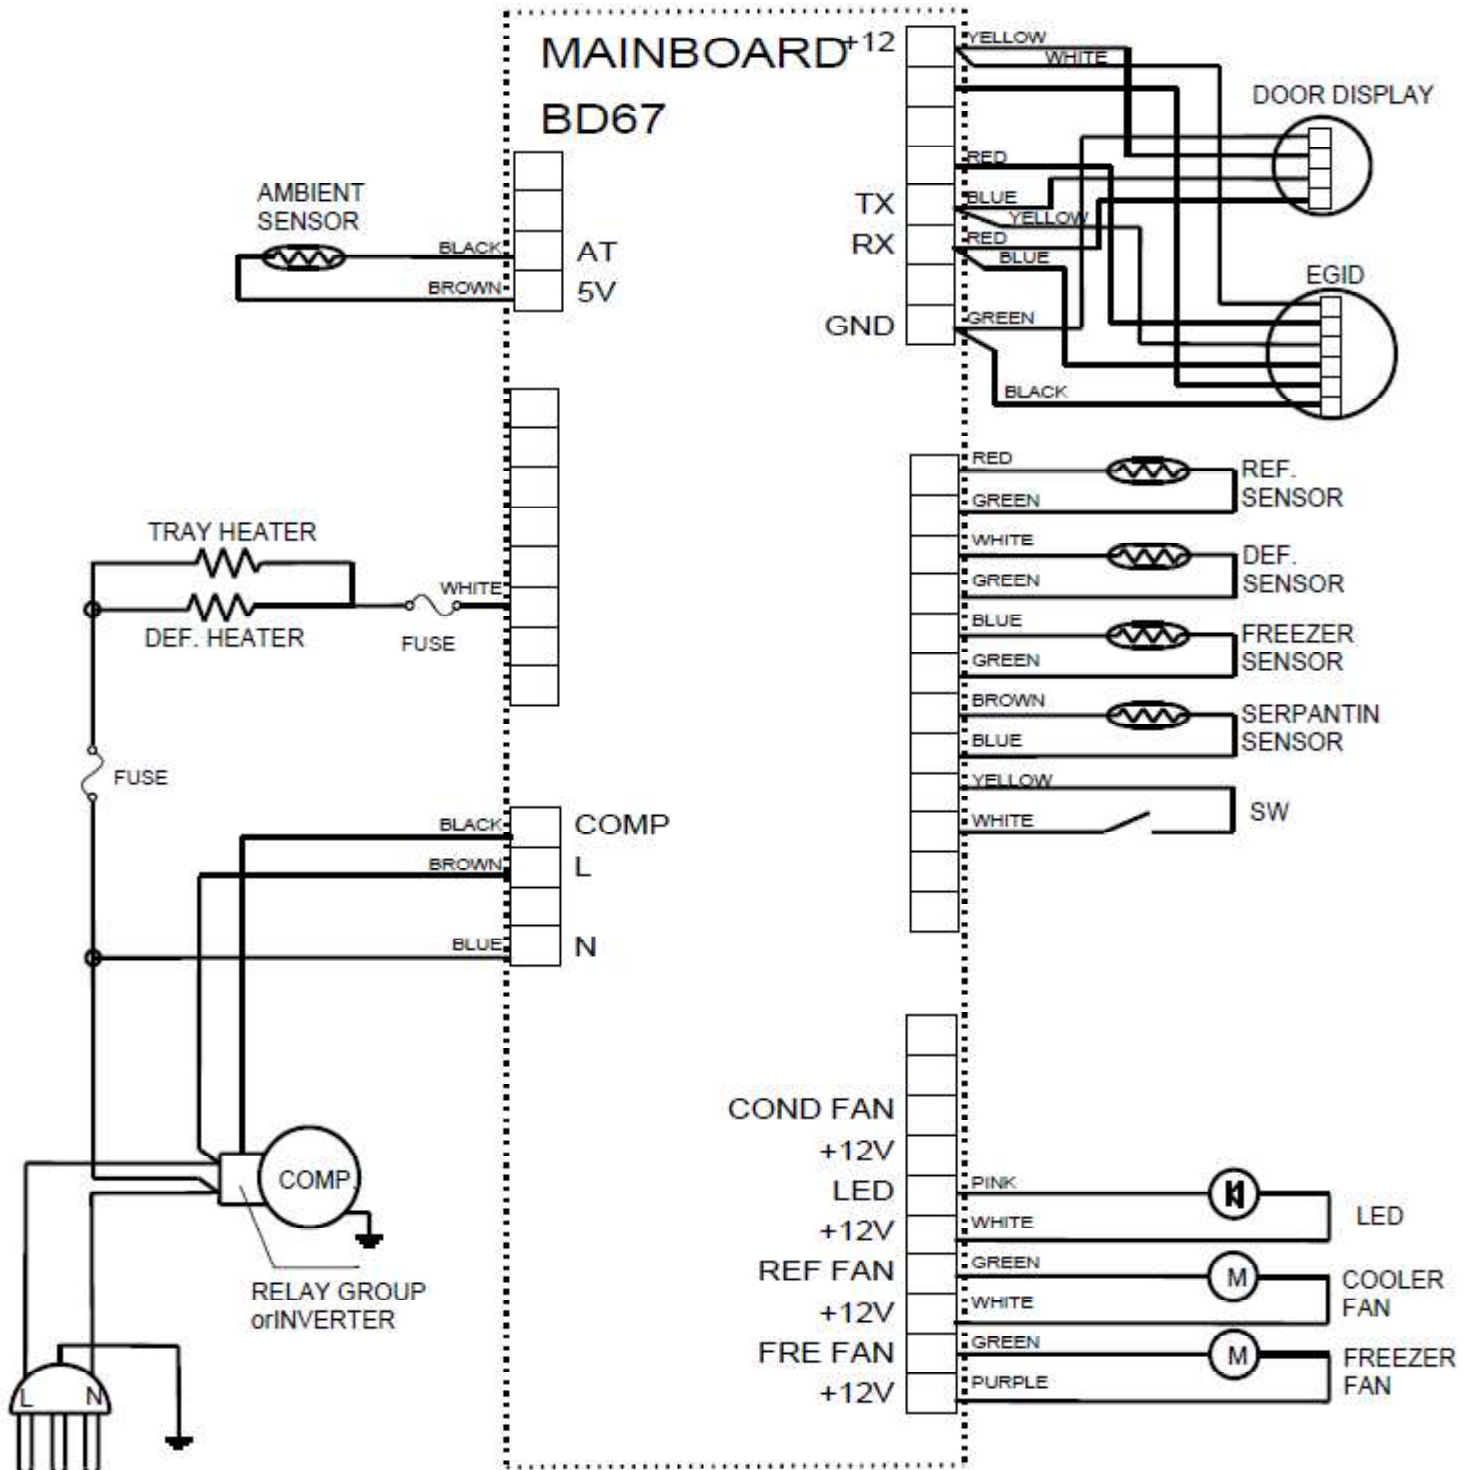 MAINBOARD
BD67
AMBIENT
SENSOR
BLACK
AT
BROWN
5V
TRAY HEATER
WHITE
DEF. HEATER
FUSE
FUSE
BLACK
COMP
BROWN
L
BLUE
N
COMP
RELAY GROUP
orINVERTER
L
N
+12
YELLOW
WHITE
DOOR DISPLAY
RED
TX
BLUE
YELLOW
RX
RED
BLUE
EGID
GND
GREEN
BLACK
RED
REF.
SENSOR
GREEN
WHITE
DEF.
SENSOR
GREEN
BLUE
FREEZER
SENSOR
GREEN
BROWN
SERPANTIN
SENSOR
BLUE
YELLOW
SW
WHITE
COND FAN
+12V
LED
PINK
LED
+12V
WHITE
REF FAN
GREEN
M
COOLER
FAN
+12V
WHITE
FRE FAN
GREEN
M
FREEZER
FAN
+12V
PURPLE